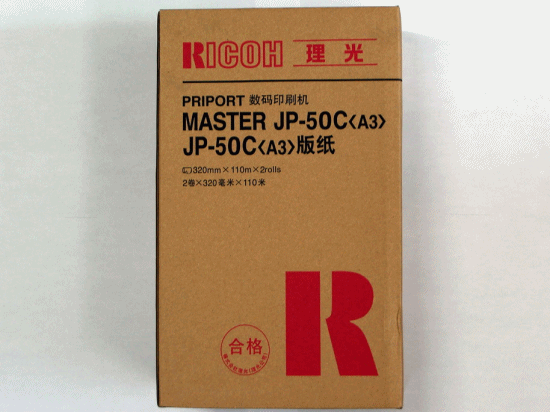 RICOH 理光
PRIPORT 数码印刷机
MASTER JP-50C<A3>
JP-50C<A3>版纸
320mm×110m×2rolls
2卷×320毫米×110米
R
合格